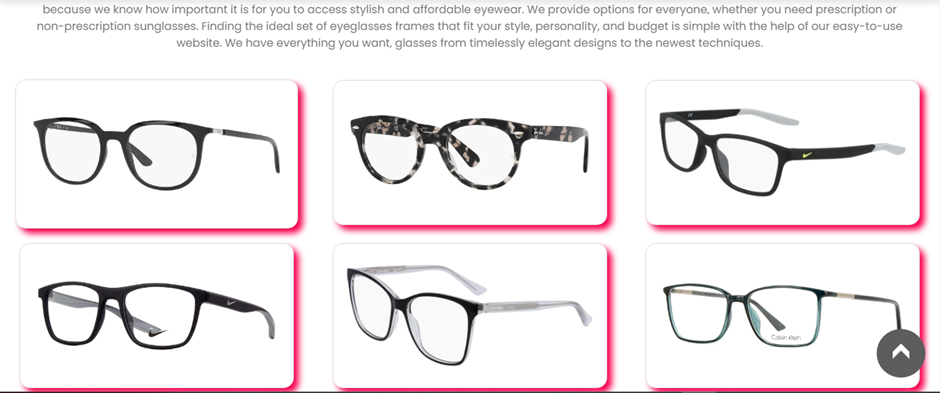 because we know how important it is for you to access stylish and affordable eyewear. We provide options for everyone, whether you need prescription or
non-prescription sunglasses. Finding the ideal set of eyeglasses frames that fit your style, personality, and budget is simple with the help of our easy-to-use
website. We have everything you want, glasses from timelessly elegant designs to the newest techniques.
Ray-Ban
Calvin Klein